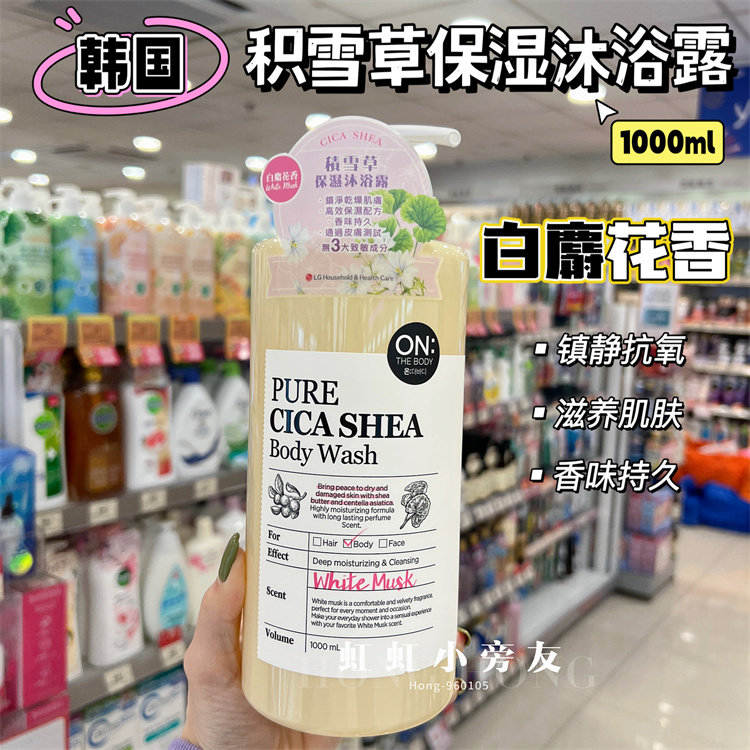 韩国
积雪草保湿沐浴露
1000ml
白麝花香
镇静抗氧
滋养肌肤
香味持久
CICA SHEA
白麝花香
White Musk
積雪草
保濕沐浴露
·鎮淨乾燥肌膚
·高效保濕配方
·香味持久
·通過皮膚測試
·無3大致敏成分
LG Household & Health Care
ON:
THE BODY
온더바디
PURE
CICA SHEA
Body Wash
Bring peace to dry and
damaged skin with shea
butter and centella asiatica.
Highly moisturizing formula
with long lasting perfume
Scent.
For
Hair Body Face
Effect
Deep moisturizing & Cleansing
White Musk
Scent
White musk is a comfortable and velvety fragrance,
perfect for every moment and occasion.
Make your everyday shower into a sensual experience
with your favorite White Musk scent.
Volume
1000 mL
虹虹小旁友
Hong-960105